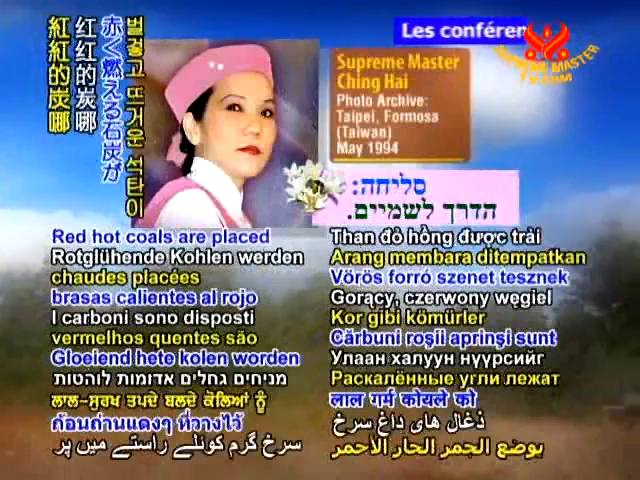 Les conféren
SUPREME MASTER
TV.COM
Supreme Master
Ching Hai
Photo Archive:
Taipei, Formosa
(Taiwan)
May 1994
紅紅的炭哪
红红的炭哪
赤く燃える石炭が
벌겋고 뜨거운 석탄이
סליחה:
הדרך לשמיים.
Red hot coals are placed
Rotglühende Kohlen werden
chaudes placées
brasas calientes al rojo
I carboni sono disposti
vermelhos quentes são
Gloeiend hete kolen worden
מניחים גחלים אדומות לוהטות
ਲਾਲ-ਸੁਰਖ ਤਪਦੇ ਬਲਦੇ ਕੋਲਿਆਂ ਨੂੰ
ก้อนถ่านแดงๆ ที่วางไว้
سرخ گرم کوئلے راستے میں پر
Than đỏ hồng được trải
Arang membara ditempatkan
Vörös forró szenet tesznek
Gorący, czerwony węgiel
Kor gibi kömürler
Cărbuni roşii aprinşi sunt
Улаан халуун нүүрсийг
Раскалённые угли лежат
लाल गर्म कोयले को
ذغال های داغ سرخ
يوضع الجمر الحار الأحمر